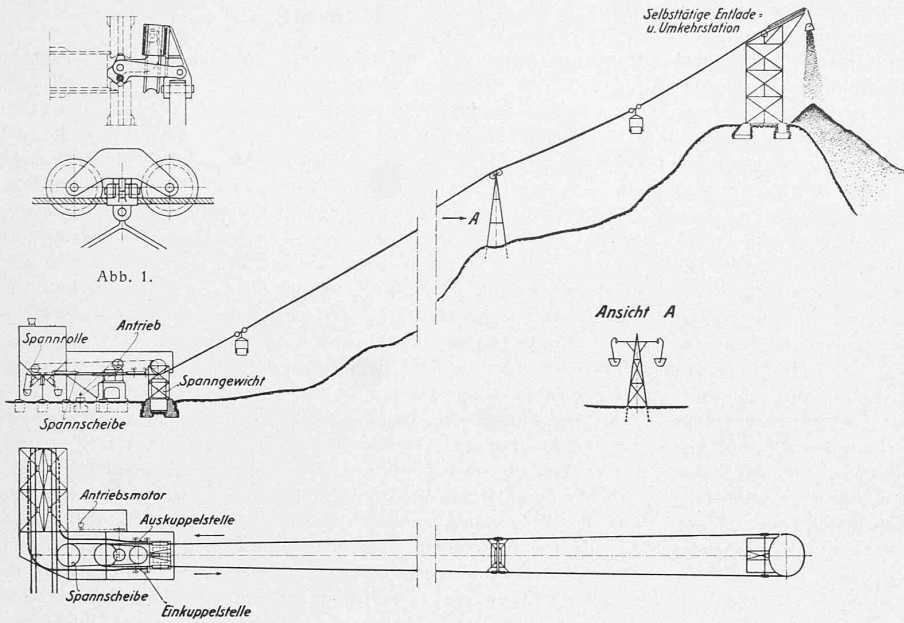 Selbsttätige Entlade=
u. Umkehrstation
A
Abb. 1.
Ansicht A
Antrieb
Spannrolle
Spanngewicht
Spannscheibe
Antriebsmotor
Auskuppelstelle
Spannscheibe
Einkuppelstelle